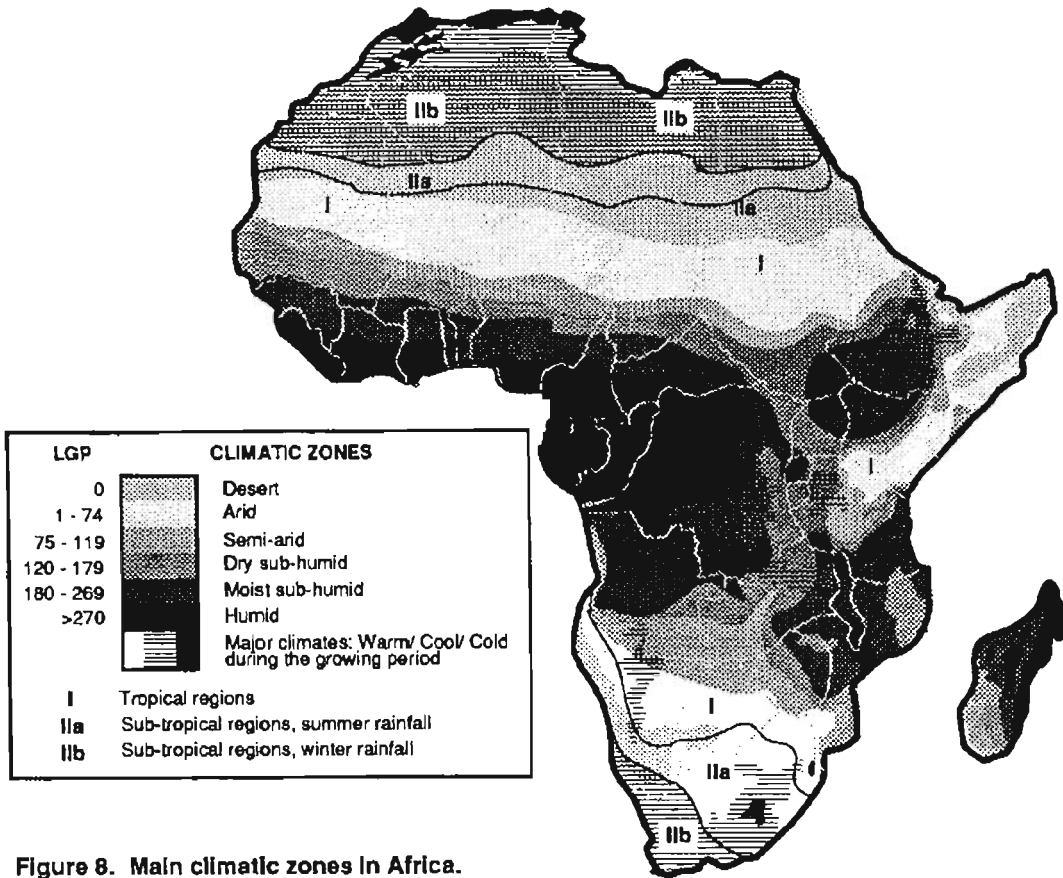 IIb
IIb
IIa
I
IIa
I
I
LGP CLIMATIC ZONES
0 Desert
1 - 74 Arid
75 - 119 Semi-arid
120 - 179 Dry sub-humid
180 - 269 Moist sub-humid
>270 Humid
Major climates: Warm/ Cool/ Cold
during the growing period
I Tropical regions
IIa Sub-tropical regions, summer rainfall
IIb Sub-tropical regions, winter rainfall
I
IIa
I
IIb
Figure 8. Main climatic zones in Africa.